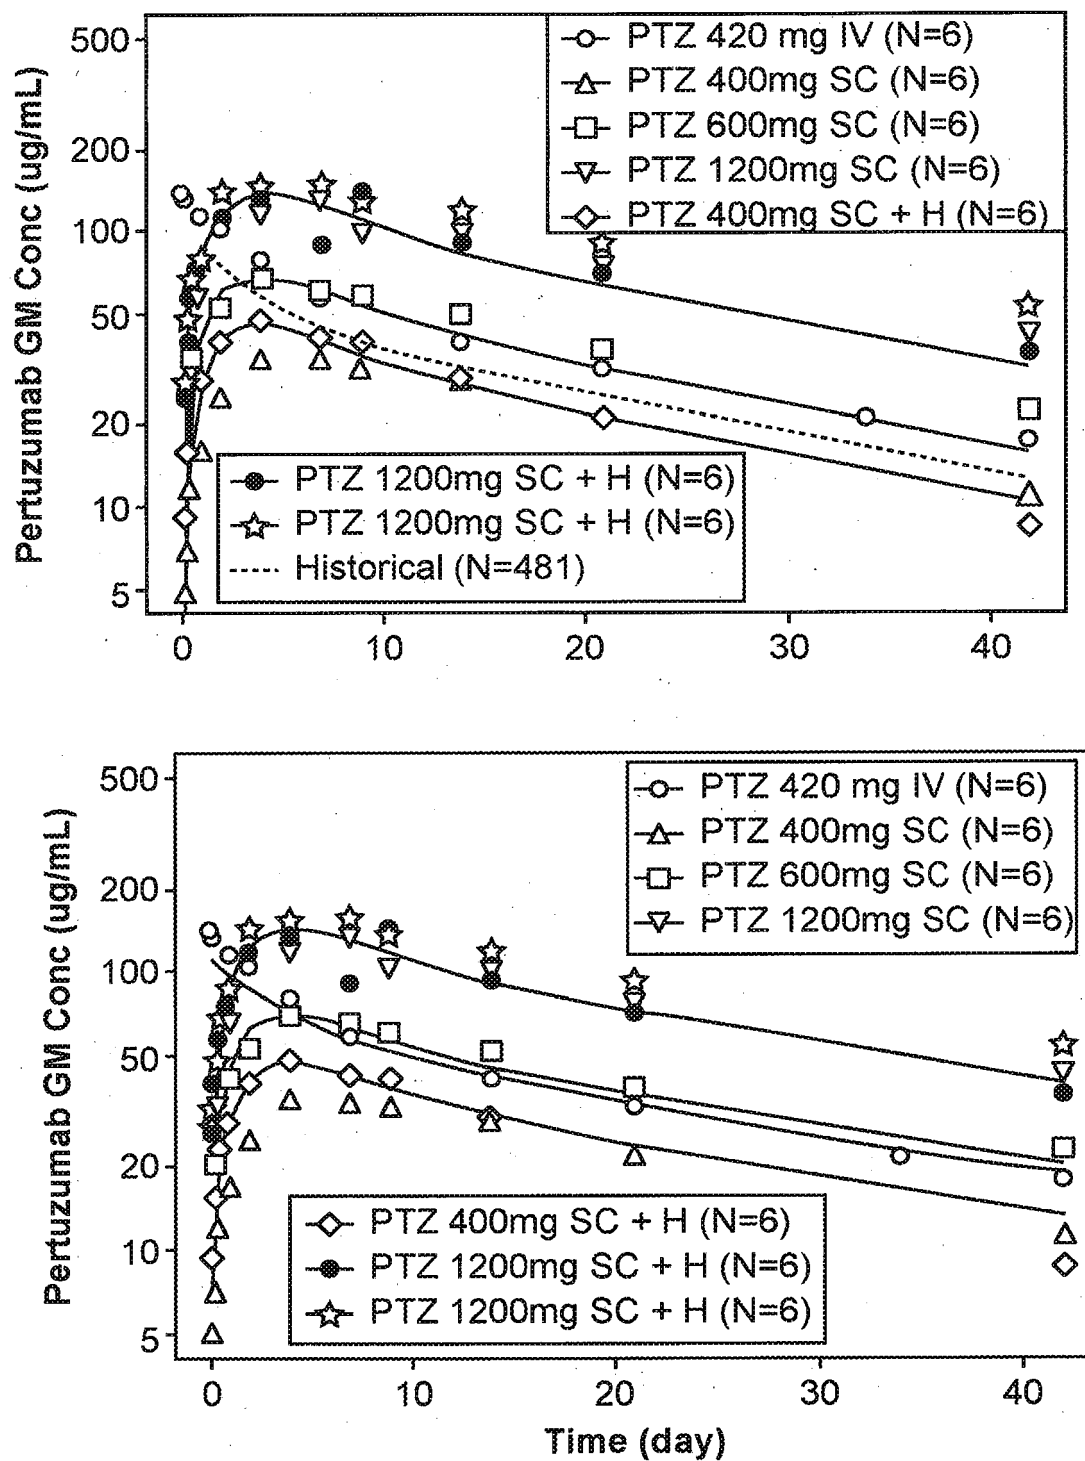 Pertuzumab GM Conc (ug/mL)
500
200
100
50
20
10
5
PTZ 420 mg IV (N=6)
PTZ 400mg SC (N=6)
PTZ 600mg SC (N=6)
PTZ 1200mg SC (N=6)
PTZ 400mg SC + H (N=6)
PTZ 1200mg SC + H (N=6)
PTZ 1200mg SC + H (N=6)
Historical (N=481)
0 10 20 30 40
Pertuzumab GM Conc (ug/mL)
500
200
100
50
20
10
5
PTZ 420 mg IV (N=6)
PTZ 400mg SC (N=6)
PTZ 600mg SC (N=6)
PTZ 1200mg SC (N=6)
PTZ 400mg SC + H (N=6)
PTZ 1200mg SC + H (N=6)
PTZ 1200mg SC + H (N=6)
0 10 20 30 40
Time (day)